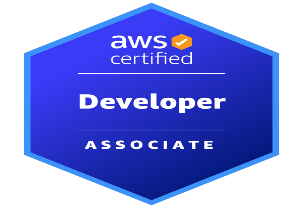 aws
certified
Developer
ASSOCIATE